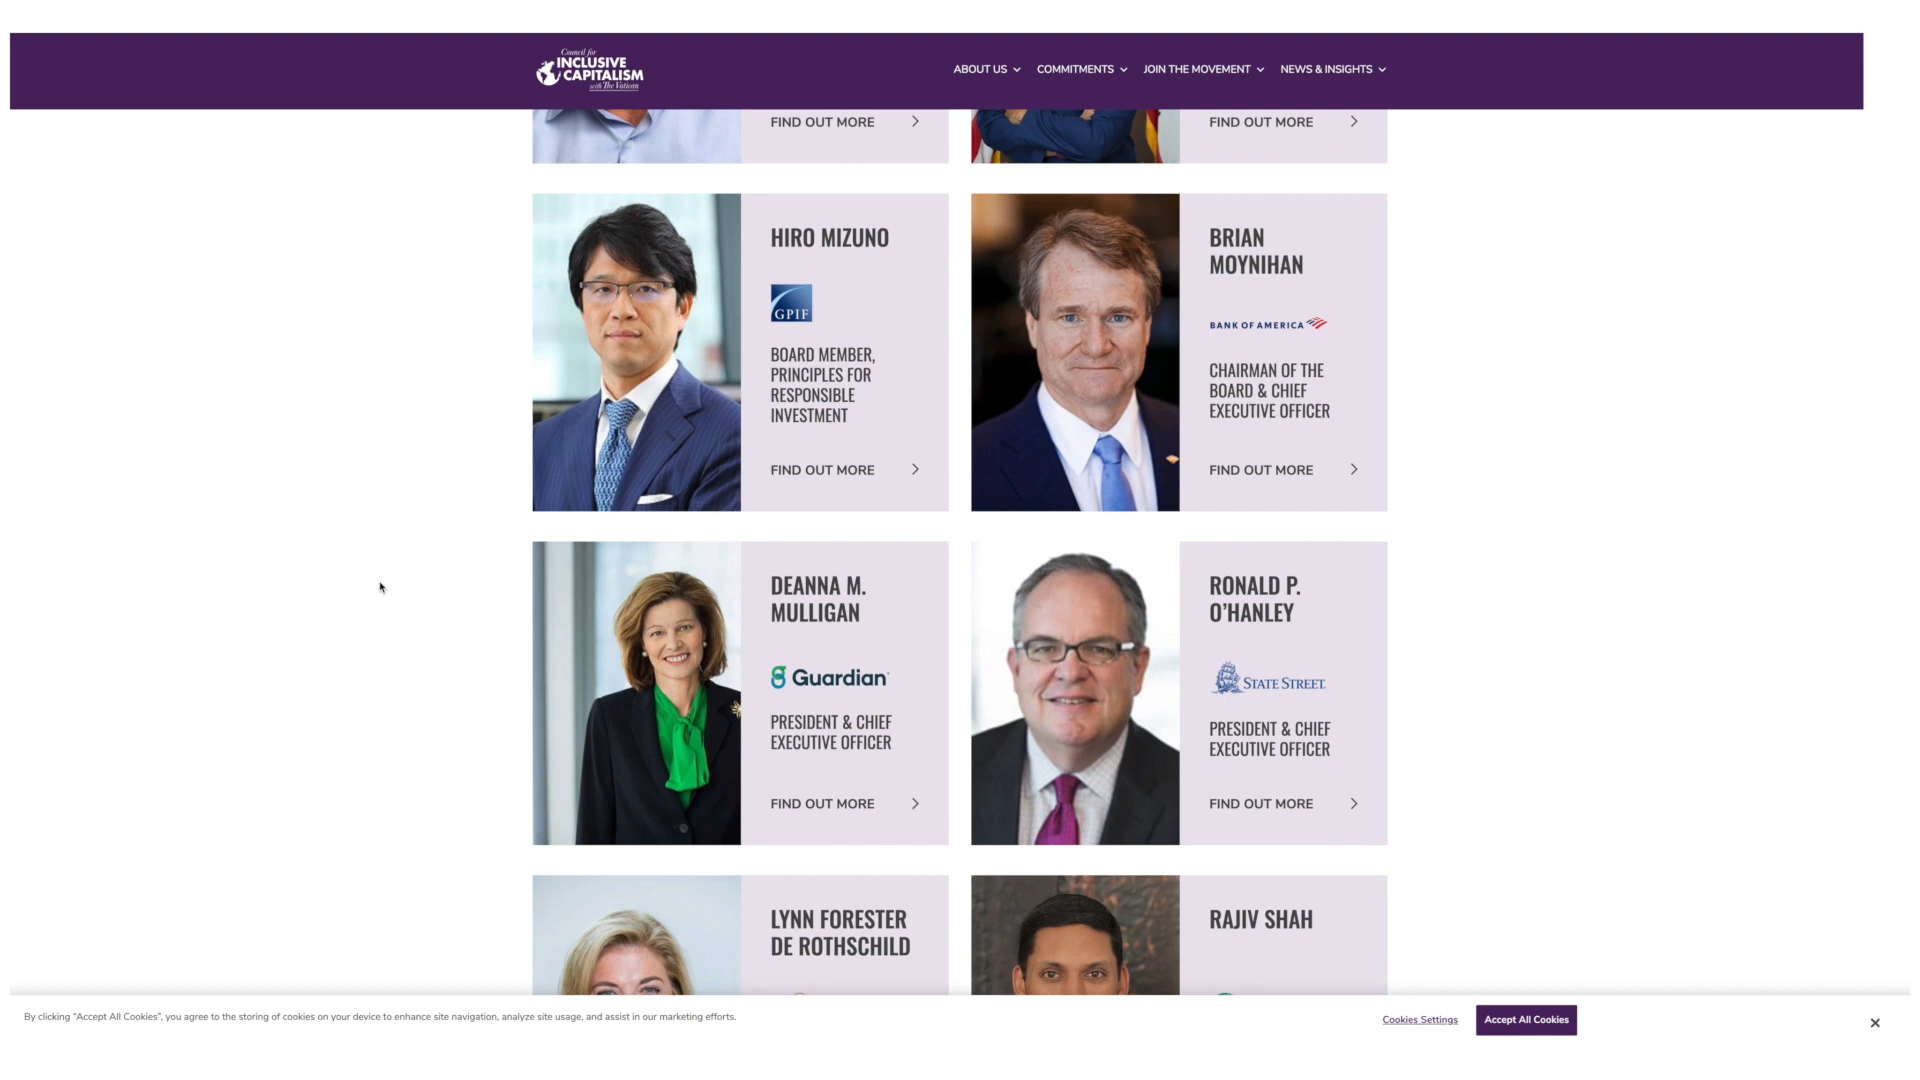 Council for
INCLUSIVE
CAPITALISM
with The Vatican
ABOUT US
COMMITMENTS
JOIN THE MOVEMENT
NEWS & INSIGHTS
FIND OUT MORE
FIND OUT MORE
HIRO MIZUNO
GPIF
BOARD MEMBER,
PRINCIPLES FOR
RESPONSIBLE
INVESTMENT
FIND OUT MORE
BRIAN
MOYNIHAN
BANK OF AMERICA
CHAIRMAN OF THE
BOARD & CHIEF
EXECUTIVE OFFICER
FIND OUT MORE
DEANNA M.
MULLIGAN
Guardian
PRESIDENT & CHIEF
EXECUTIVE OFFICER
FIND OUT MORE
RONALD P.
O’HANLEY
STATE STREET.
PRESIDENT & CHIEF
EXECUTIVE OFFICER
FIND OUT MORE
LYNN FORESTER
DE ROTHSCHILD
RAJIV SHAH
By clicking “Accept All Cookies”, you agree to the storing of cookies on your device to enhance site navigation, analyze site usage, and assist in our marketing efforts.
Cookies Settings
Accept All Cookies